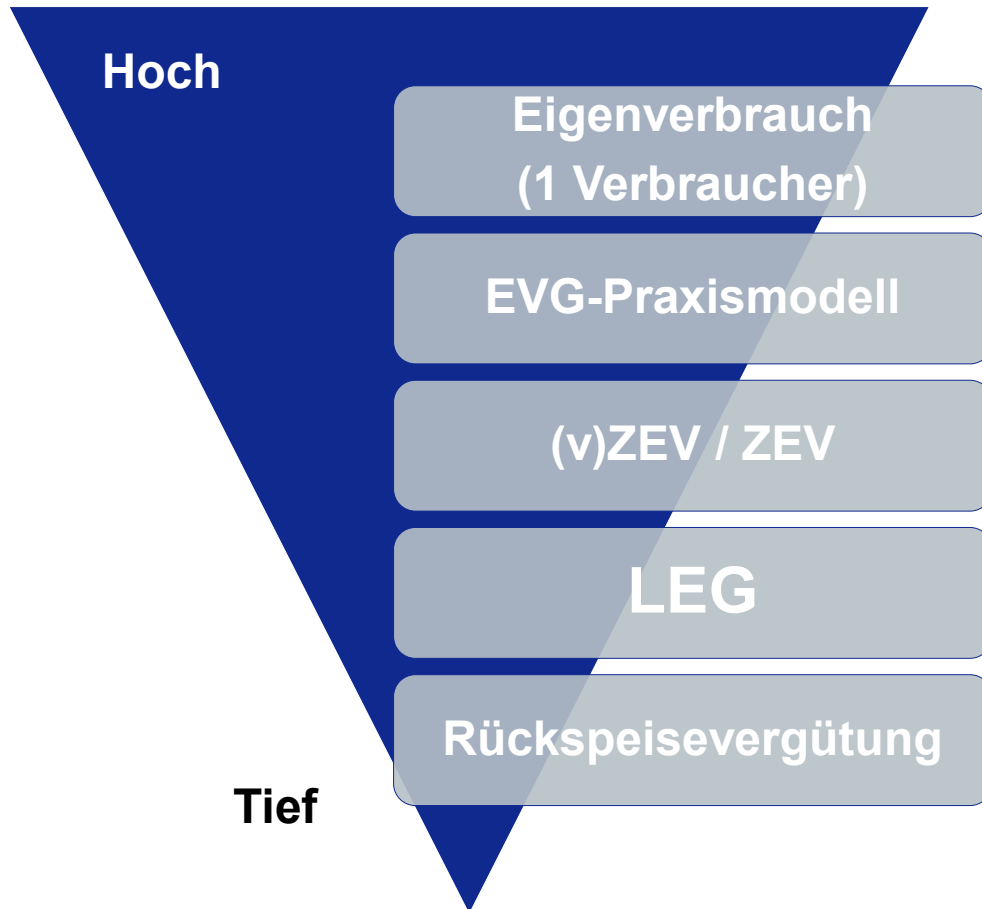 Hoch
Eigenverbrauch
(1 Verbraucher)
EVG-Praxismodell
(v)ZEV / ZEV
LEG
Rückspeisevergütung
Tief